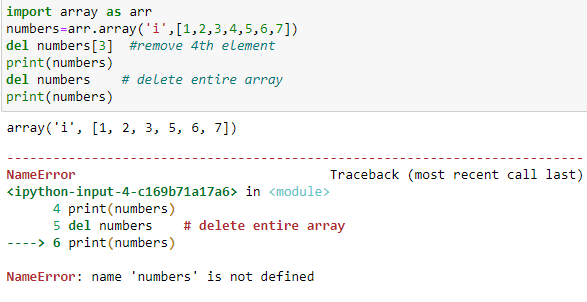 import array as arr
numbers=arr.array('i',[1,2,3,4,5,6,7])
del numbers[3]  #remove 4th element
print(numbers)
del numbers    # delete entire array
print(numbers)
array('i', [1, 2, 3, 5, 6, 7])
---------------------------------------------------------------------------
NameError                                 Traceback (most recent call last)
<ipython-input-4-c169b71a17a6> in <module>
      4 print(numbers)
      5 del numbers    # delete entire array
----> 6 print(numbers)
NameError: name 'numbers' is not defined